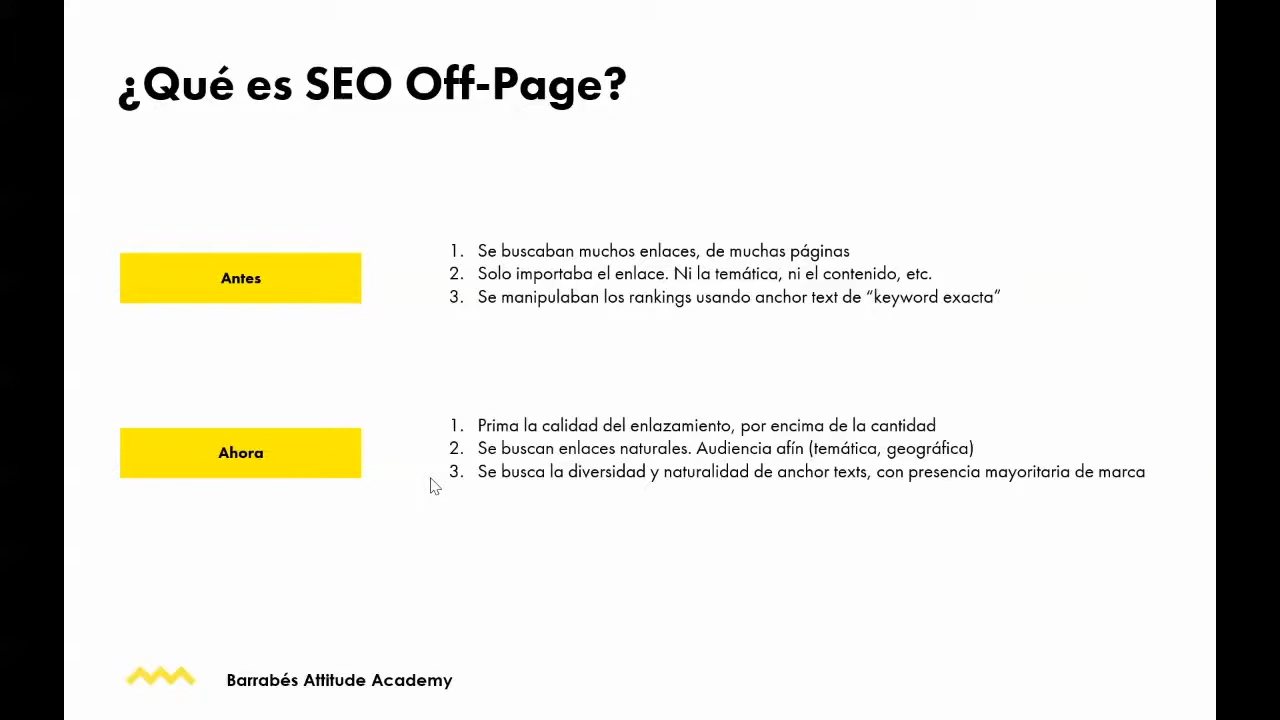 ¿Qué es SEO Off-Page?
Antes
1. Se buscaban muchos enlaces, de muchas páginas
2. Solo importaba el enlace. Ni la temática, ni el contenido, etc.
3. Se manipulaban los rankings usando anchor text de “keyword exacta”
Ahora
1. Prima la calidad del enlazamiento, por encima de la cantidad
2. Se buscan enlaces naturales. Audiencia afín (temática, geográfica)
3. Se busca la diversidad y naturalidad de anchor texts, con presencia mayoritaria de marca
Barrabés Attitude Academy